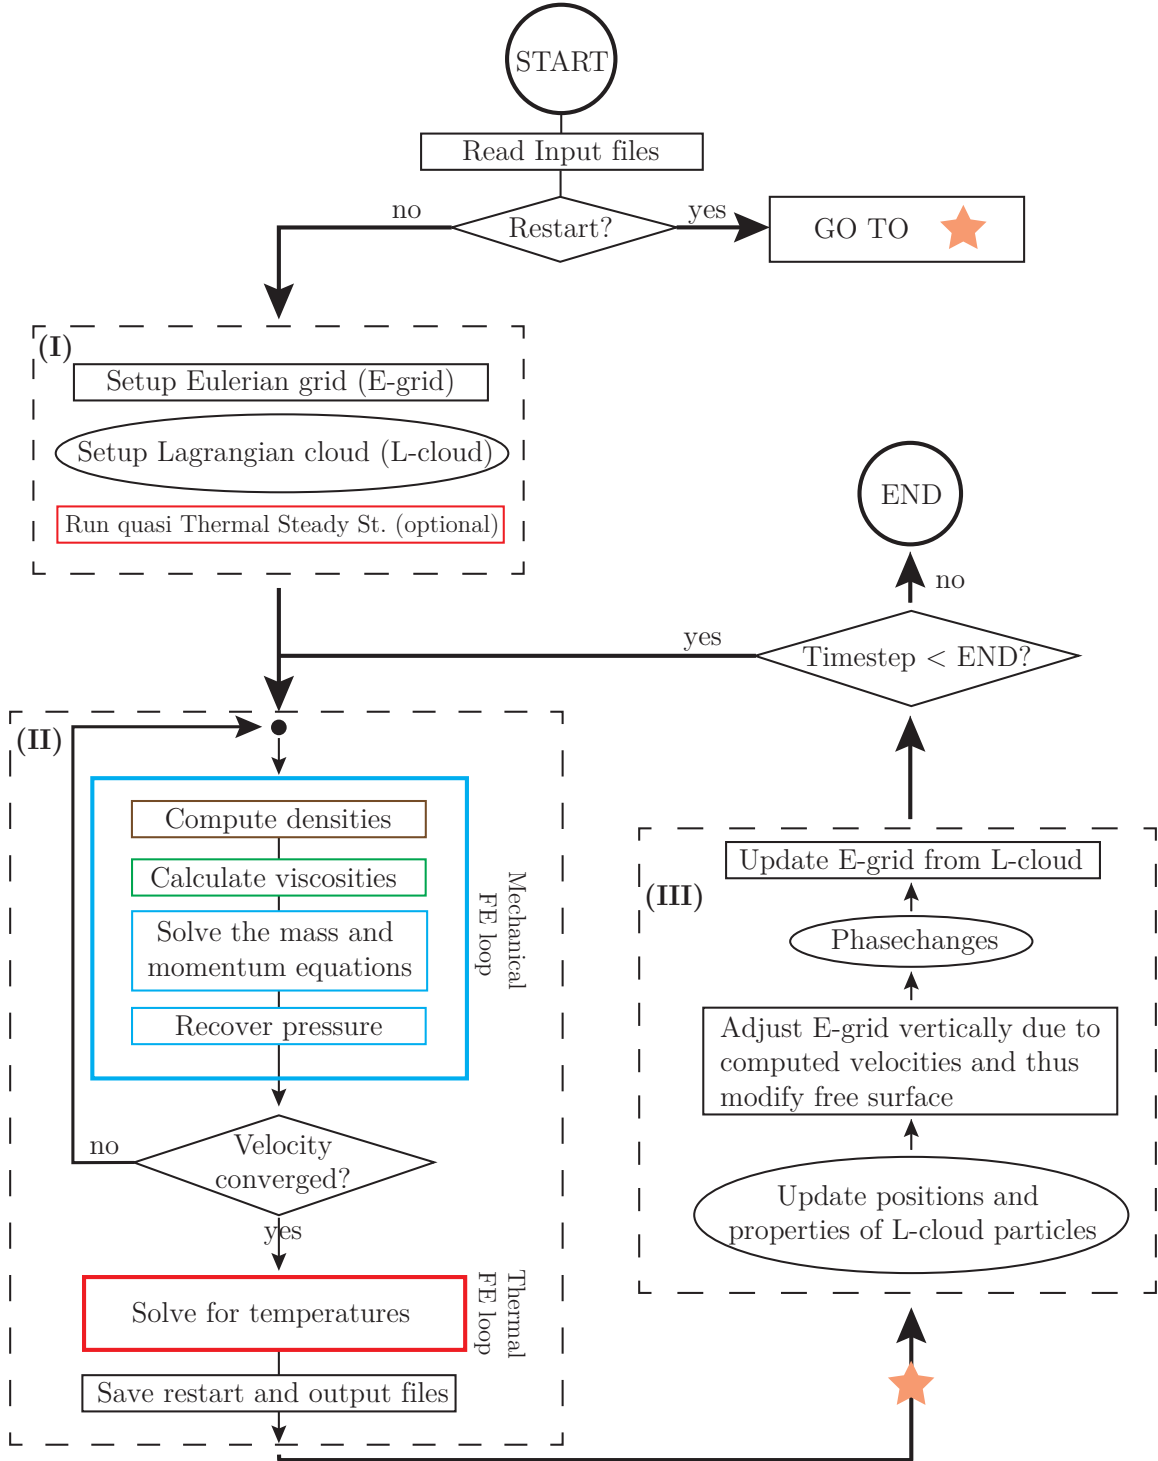 START
Read Input files
no
Restart?
yes
GO TO
(I)
Setup Eulerian grid (E-grid)
Setup Lagrangian cloud (L-cloud)
Run quasi Thermal Steady St. (optional)
(II)
Compute densities
Calculate viscosities
Solve the mass and
momentum equations
Recover pressure
Mechanical
FE loop
no
Velocity
converged?
yes
Solve for temperatures
Thermal
FE loop
Save restart and output files
(III)
Update positions and
properties of L-cloud particles
Adjust E-grid vertically due to
computed velocities and thus
modify free surface
Phasechanges
Update E-grid from L-cloud
Timestep < END?
yes
no
END